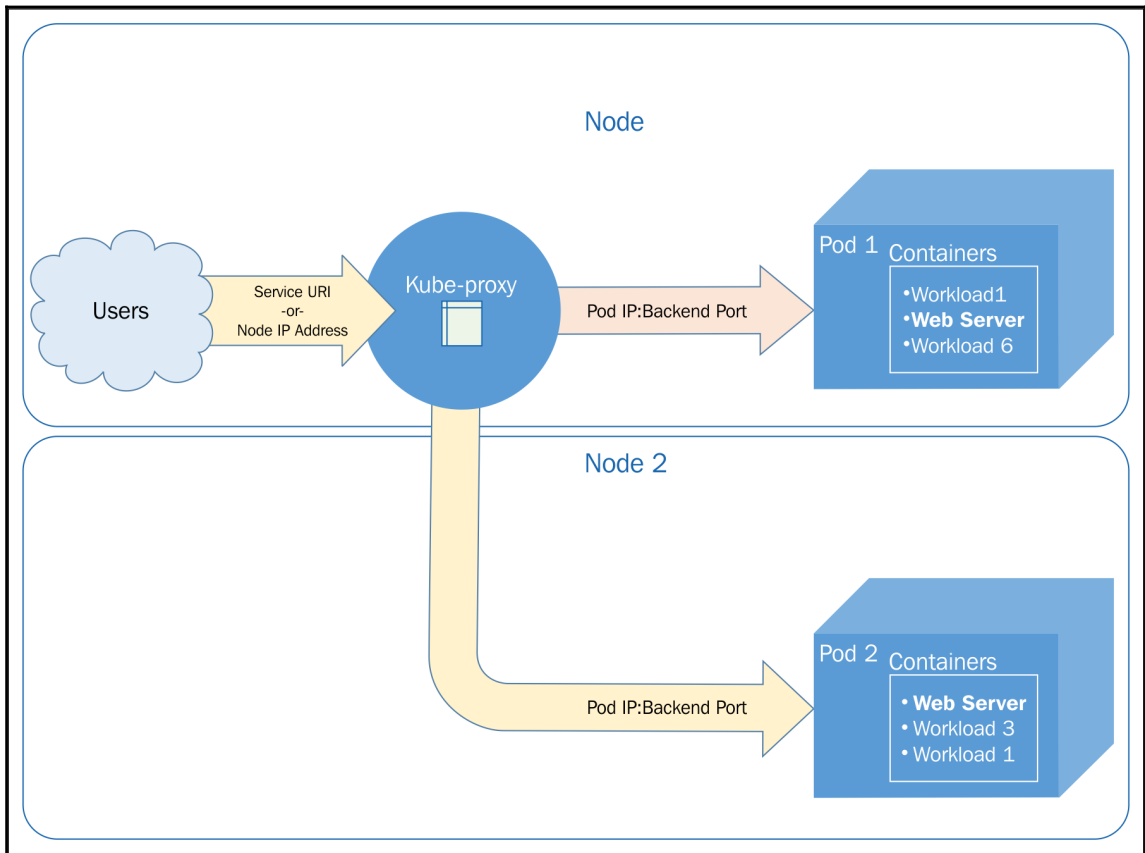 Node
Users
Service URI
-or-
Node IP Address
Kube-proxy
Pod IP:Backend Port
Pod 1
Containers
•Workload1
•Web Server
•Workload 6
Node 2
Pod IP:Backend Port
Pod 2
Containers
• Web Server
• Workload 3
• Workload 1